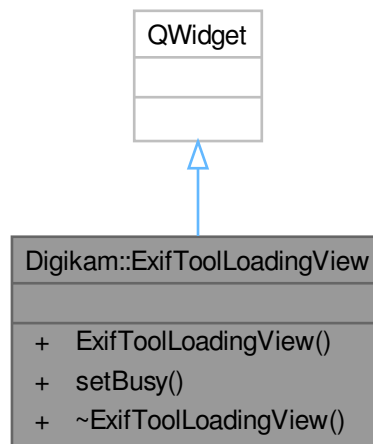 QWidget
Digikam::ExifToolLoadingView
+ ExifToolLoadingView()
+ setBusy()
+ ~ExifToolLoadingView()